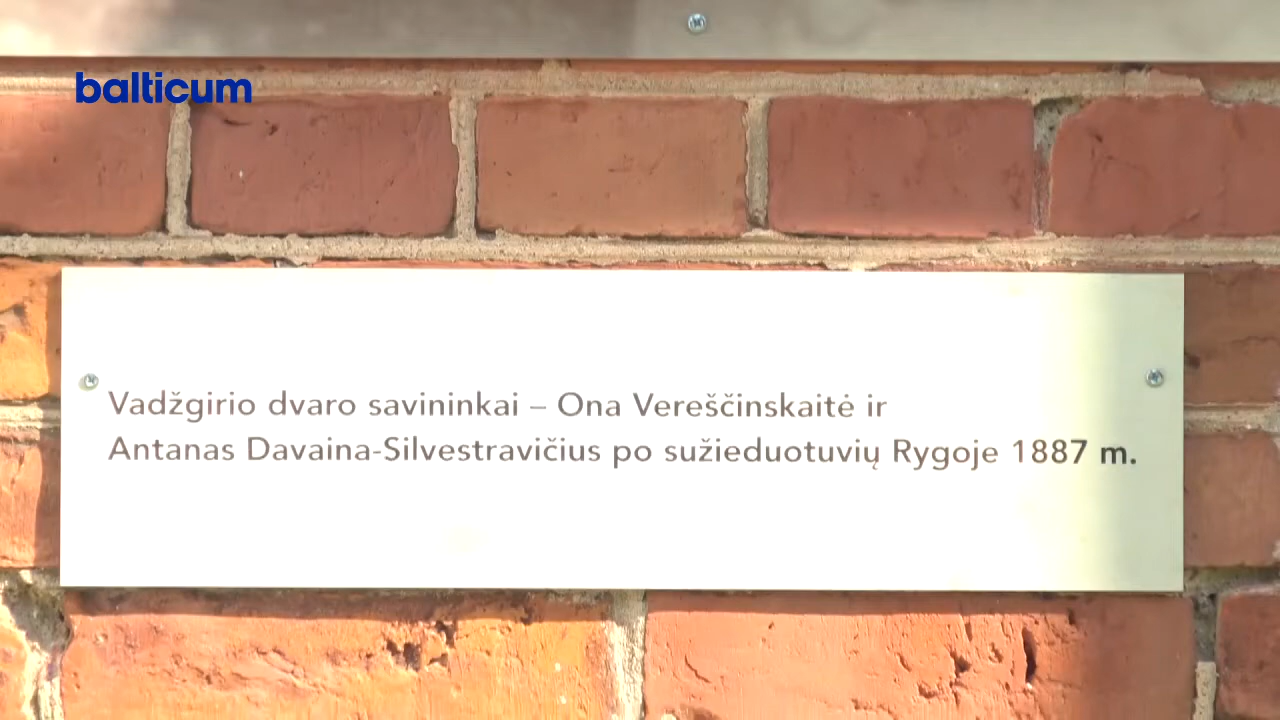 balticum
Vadžgirio dvaro savininkai – Ona Vereščinskaitė ir
Antanas Davaina-Silvestravičius po sužieduotuvių Rygoje 1887 m.